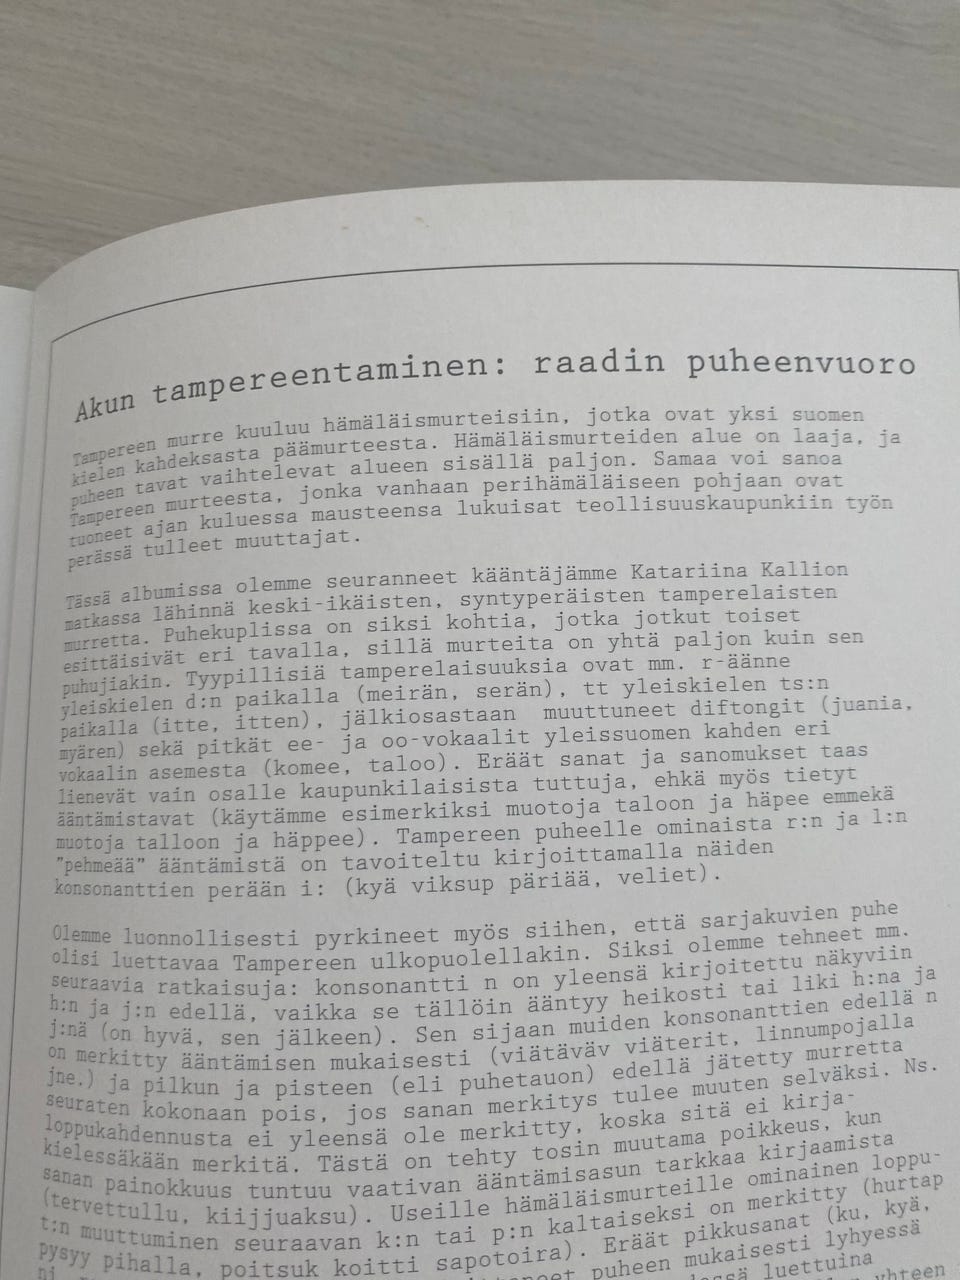 Akun tampereentaminen: raadin puheenvuoro
Tampereen murre kuuluu hämäläismurteisiin, jotka ovat yksi suomen
kielen kahdeksasta päämurteesta. Hämäläismurteiden alue on laaja, ja
puheen tavat vaihtelevat alueen sisällä paljon. Samaa voi sanoa
Tampereen murteesta, jonka vanhaan perihämäläiseen pohjaan ovat
tuoneet ajan kuluessa mausteensa lukuisat teollisuuskaupunkiin työn
perässä tulleet muuttajat.
Tässä albumissa olemme seuranneet kääntäjämme Katariina Kallion
matkassa lähinnä keski-ikäisten, syntyperäisten tamperelaisten
murretta. Puhekuplissa on siksi kohtia, jotka jotkut toiset
esittäisivät eri tavalla, sillä murteita on yhtä paljon kuin sen
puhujiakin. Tyypillisiä tamperelaisuuksia ovat mm. r-äänne
yleiskielen d:n paikalla (meirän, serän), tt yleiskielen ts:n
paikalla (itte, itten), jälkiosastaan muuttuneet diftongit (juania,
myären) sekä pitkät ee- ja oo-vokaalit yleissuomen kahden eri
vokaalin asemesta (komee, taloo). Eräät sanat ja sanomukset taas
lienevät vain osalle kaupunkilaisista tuttuja, ehkä myös tietyt
ääntämistavat (käytämme esimerkiksi muotoja taloon ja häpee emmekä
muotoja talloon ja häppee). Tampereen puheelle ominaista r:n ja l:n
"pehmeää" ääntämistä on tavoiteltu kirjoittamalla näiden
konsonanttien perään i: (kyä viksup päriää, veliet).
Olemme luonnollisesti pyrkineet myös siihen, että sarjakuvien puhe
olisi luettavaa Tampereen ulkopuolellakin. Siksi olemme tehneet mm.
seuraavia ratkaisuja: konsonantti n on yleensä kirjoitettu näkyviin
h:n ja j:n edellä, vaikka se tällöin ääntyy heikosti tai liki h:na ja
j:nä (on hyvä, sen jälkeen). Sen sijaan muiden konsonanttien edellä n
on merkitty ääntämisen mukaisesti (viätäväv viäterit, linnumpojalla
jne.) ja pilkun ja pisteen (eli puhetauon) edellä jätetty murretta
seuraten kokonaan pois, jos sanan merkitys tulee muuten selväksi. Ns.
loppukahdennusta ei yleensä ole merkitty, koska sitä ei kirja-
kielessäkään merkitä. Tästä on tehty tosin muutama poikkeus, kun
sanan painokkuus tuntuu vaativan ääntämisasun tarkkaa kirjaamista
(tervettullu, kiijjuaksu). Useille hämäläismurteille ominainen loppu-
t:n muuttuminen seuraavan k:n tai p:n kaltaiseksi on merkitty (hurtap
pysyy pihalla, poitsuk koitti sapotoira). Eräät pikkusanat (ku, kyä,
ni puheen mukaisesti lyhyessä
luettuina
yhteen